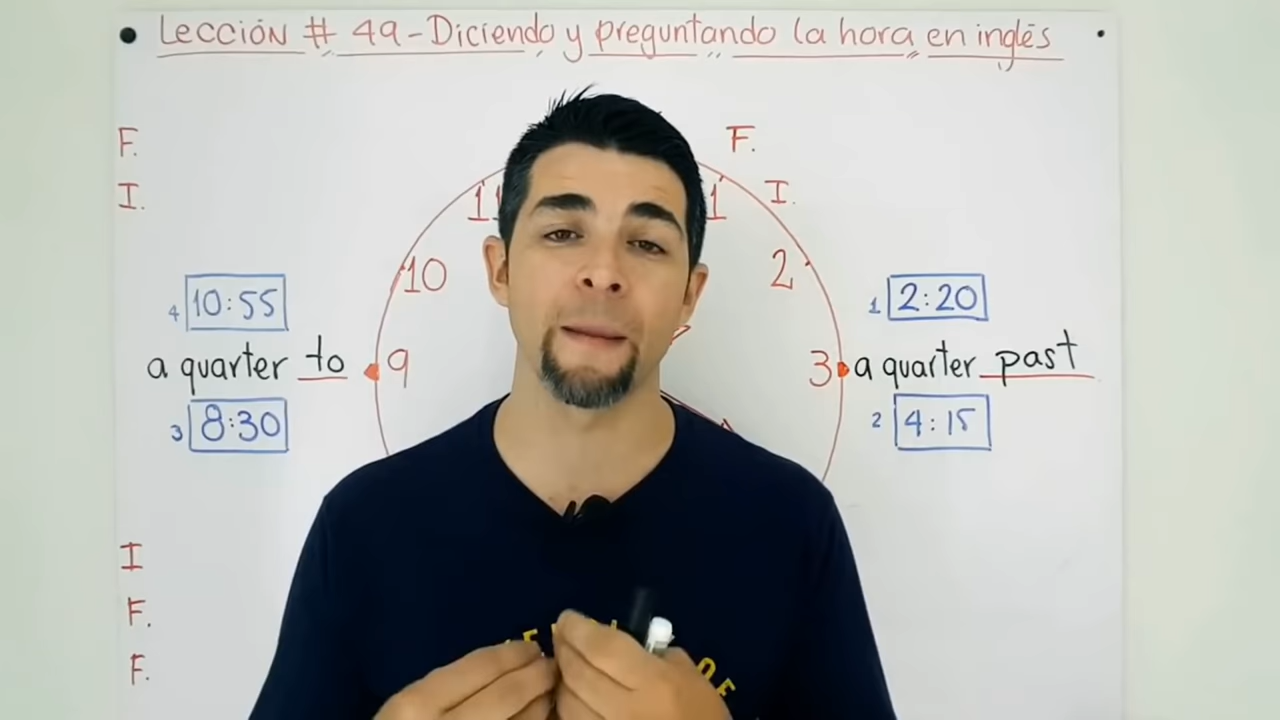 Lección # 49 - Diciendo y preguntando la hora en inglés
F.
I.
F.
I.
1
2
10
4 10:55
a quarter to
3 8:30
9
3
1 2:20
a quarter past
2 4:15
I
F.
F.